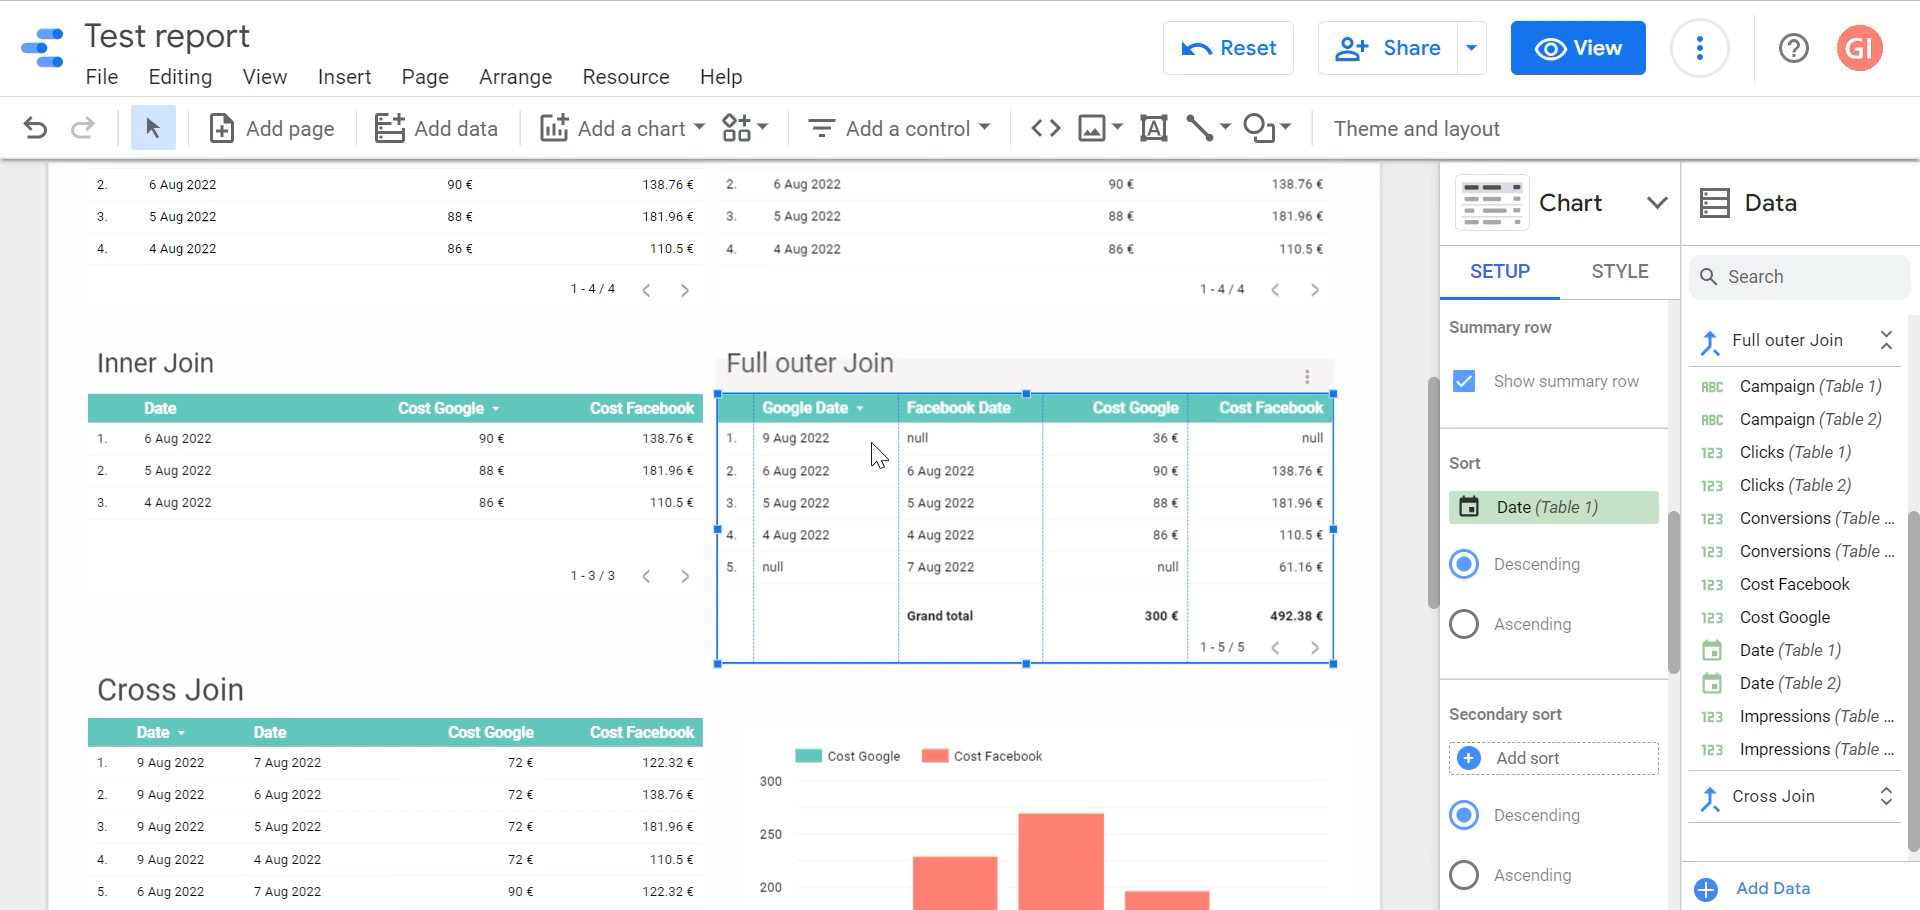 Test report
File Editing View Insert Page Arrange Resource Help
Reset Share View GI
Add page Add data Add a chart Add a control Theme and layout
2. 6 Aug 2022 90 € 138.76 €
3. 5 Aug 2022 88 € 181.96 €
4. 4 Aug 2022 86 € 110.5 €
1 - 4 / 4
2. 6 Aug 2022 90 € 138.76 €
3. 5 Aug 2022 88 € 181.96 €
4. 4 Aug 2022 86 € 110.5 €
1 - 4 / 4
Inner Join
Date Cost Google Cost Facebook
1. 6 Aug 2022 90 € 138.76 €
2. 5 Aug 2022 88 € 181.96 €
3. 4 Aug 2022 86 € 110.5 €
1 - 3 / 3
Full outer Join
Google Date Facebook Date Cost Google Cost Facebook
1. 9 Aug 2022 null 36 € null
2. 6 Aug 2022 6 Aug 2022 90 € 138.76 €
3. 5 Aug 2022 5 Aug 2022 88 € 181.96 €
4. 4 Aug 2022 4 Aug 2022 86 € 110.5 €
5. null 7 Aug 2022 null 61.16 €
Grand total 300 € 492.38 €
1 - 5 / 5
Cross Join
Date Date Cost Google Cost Facebook
1. 9 Aug 2022 7 Aug 2022 72 € 122.32 €
2. 9 Aug 2022 6 Aug 2022 72 € 138.76 €
3. 9 Aug 2022 5 Aug 2022 72 € 181.96 €
4. 9 Aug 2022 4 Aug 2022 72 € 110.5 €
5. 6 Aug 2022 7 Aug 2022 90 € 122.32 €
Cost Google Cost Facebook
300
250
200
Chart
SETUP STYLE
Summary row
Show summary row
Sort
Date (Table 1)
Descending
Ascending
Secondary sort
Add sort
Descending
Ascending
Data
Search
Full outer Join
ABC Campaign (Table 1)
ABC Campaign (Table 2)
123 Clicks (Table 1)
123 Clicks (Table 2)
123 Conversions (Table ...
123 Conversions (Table ...
123 Cost Facebook
123 Cost Google
Date (Table 1)
Date (Table 2)
123 Impressions (Table ...
123 Impressions (Table ...
Cross Join
Add Data